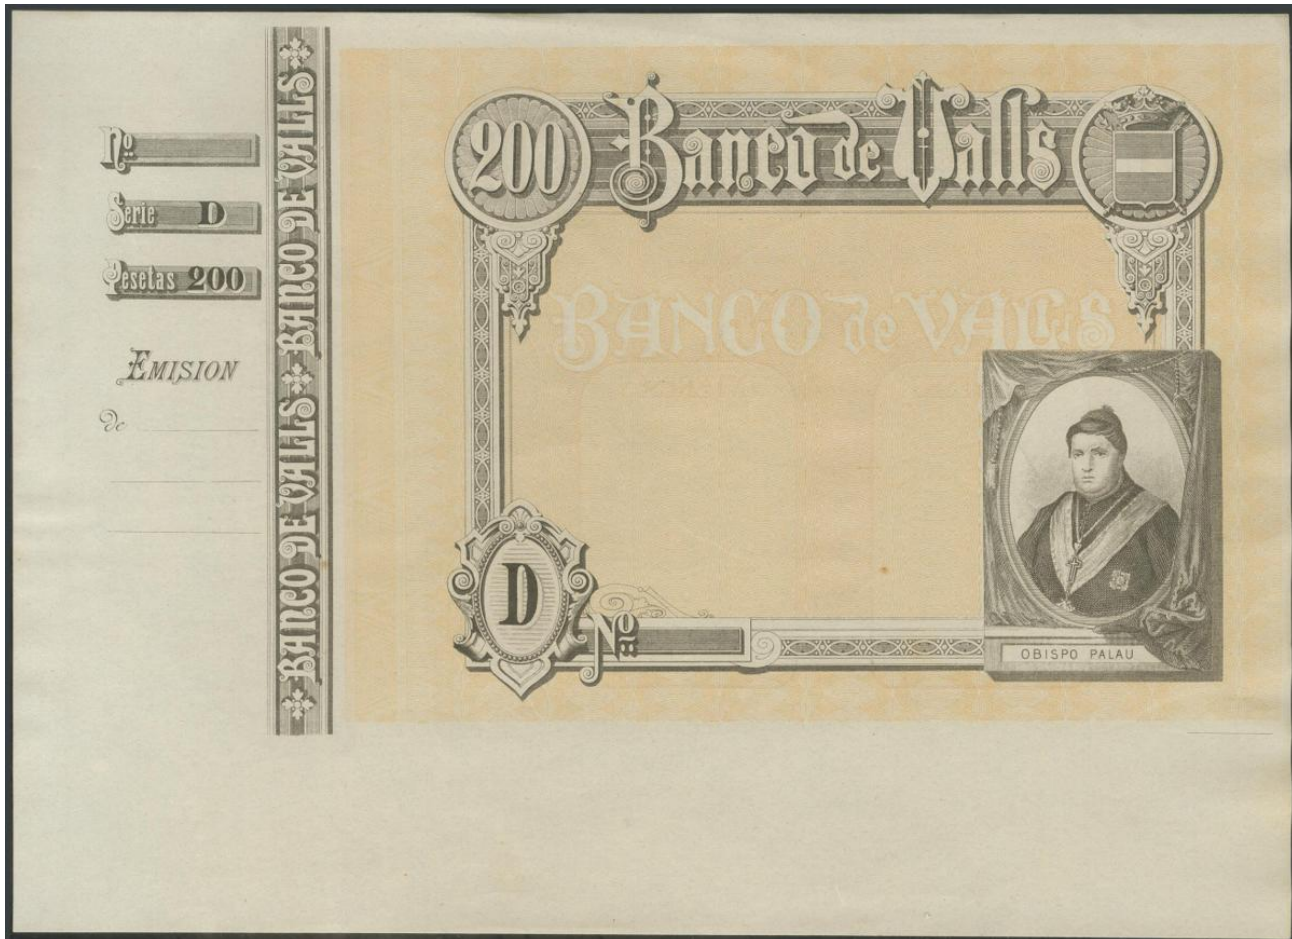 Nº
Serie D
Pesetas 200
EMISION
de
BANCO DE VALLS BANCO DE VALLS
200 Banco de Valls
BANCO de VALLS
D
Nº
OBISPO PALAU